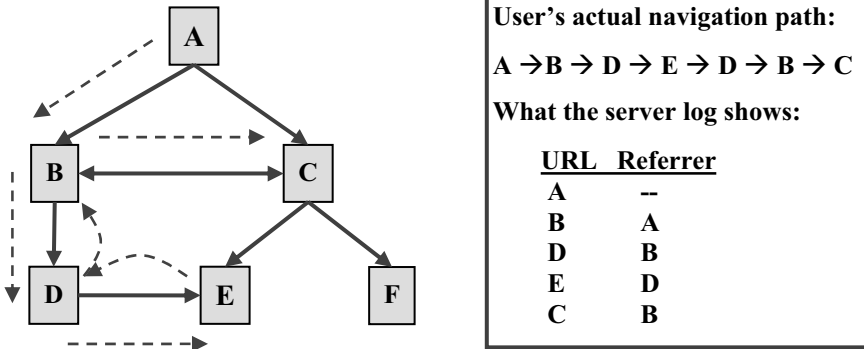 A
B
C
D
E
F
User’s actual navigation path:
A →B → D → E → D → B → C
What the server log shows:
URL Referrer
A --
B A
D B
E D
C B